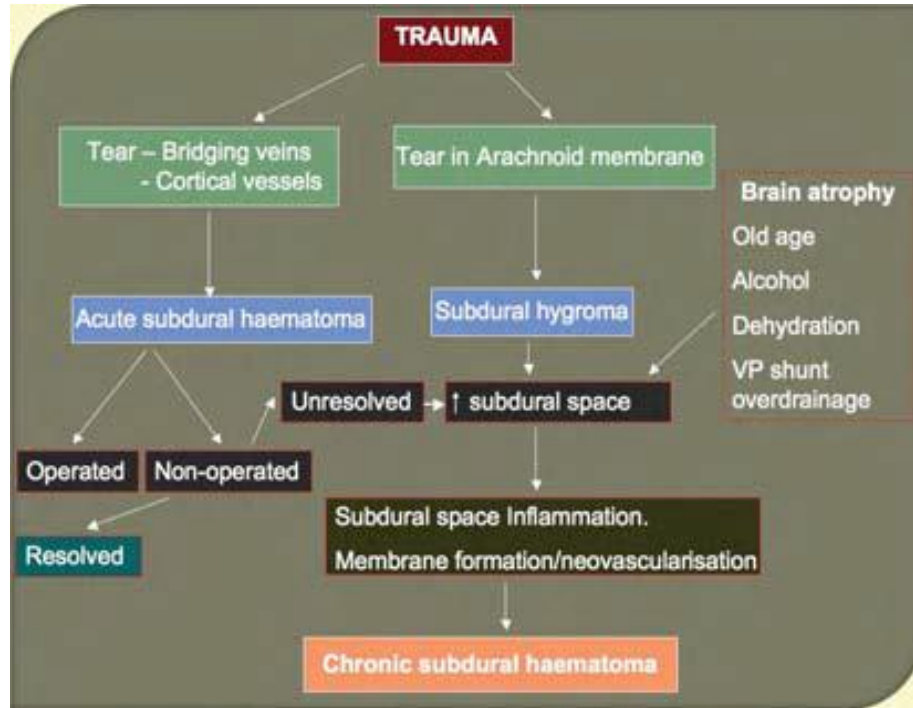 TRAUMA
Tear – Bridging veins
- Cortical vessels
Tear in Arachnoid membrane
Brain atrophy
Old age
Alcohol
Dehydration
VP shunt
overdrainage
Acute subdural haematoma
Subdural hygroma
Unresolved
↑ subdural space
Operated
Non-operated
Resolved
Subdural space Inflammation.
Membrane formation/neovascularisation
Chronic subdural haematoma